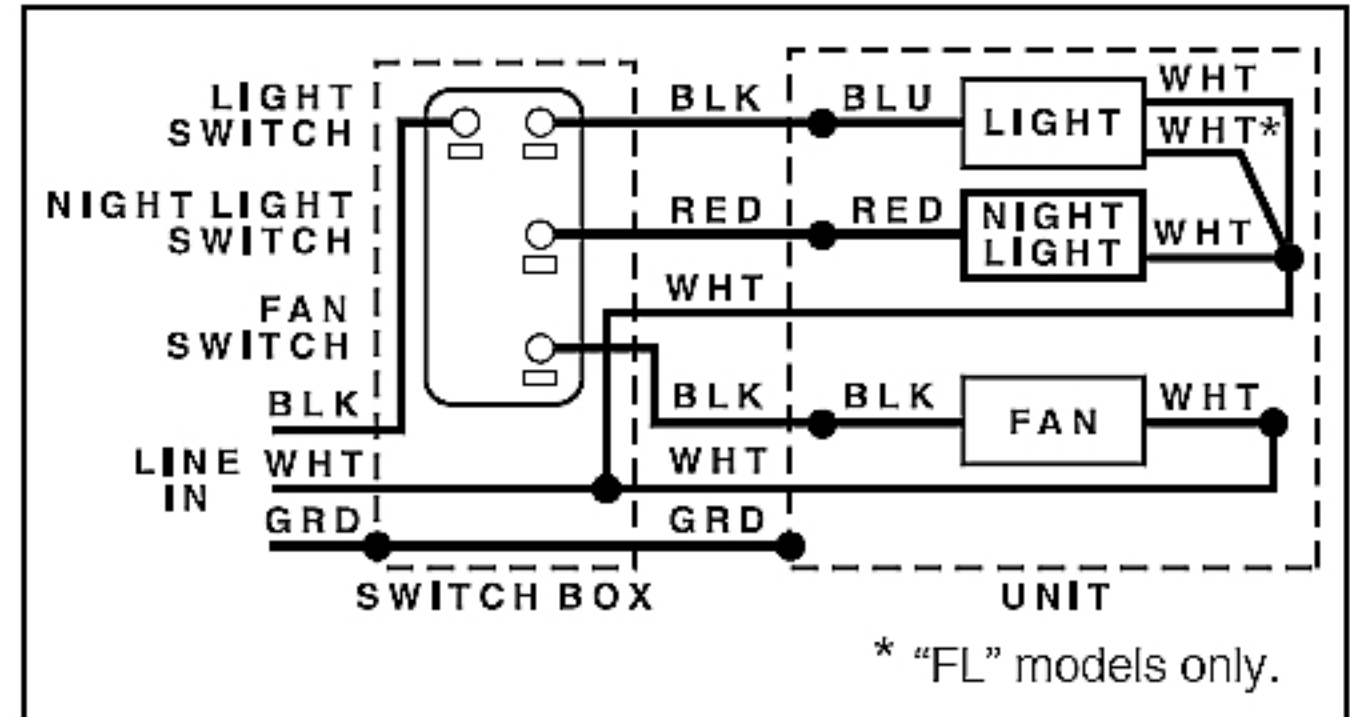 LIGHT
SWITCH
BLK
BLU
LIGHT
WHT
WHT*
NIGHT LIGHT
SWITCH
RED
RED
NIGHT
LIGHT
WHT
WHT
FAN
SWITCH
BLK
BLK
BLK
FAN
WHT
LINE
IN
WHT
WHT
GRD
GRD
SWITCH BOX
UNIT
* “FL” models only.